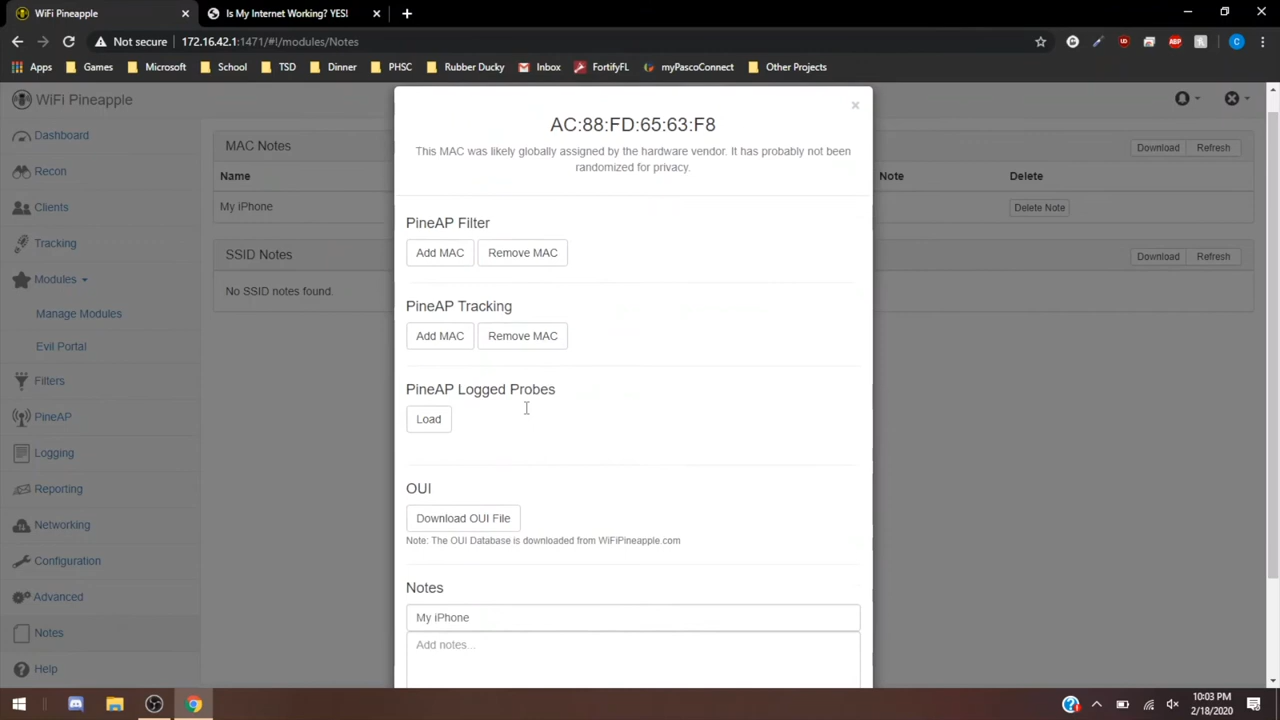 WiFi Pineapple
Is My Internet Working? YES!
Not secure 172.16.42.1:1471/#!/modules/Notes
Apps Games Microsoft School TSD Dinner PHSC Rubber Ducky Inbox FortifyFL myPascoConnect Other Projects
WiFi Pineapple
Dashboard
Recon
Clients
Tracking
Modules
Manage Modules
Evil Portal
Filters
PineAP
Logging
Reporting
Networking
Configuration
Advanced
Notes
Help
MAC Notes Download Refresh
Name Note Delete
My iPhone Delete Note
SSID Notes Download Refresh
No SSID notes found.
AC:88:FD:65:63:F8
This MAC was likely globally assigned by the hardware vendor. It has probably not been
randomized for privacy.
PineAP Filter
Add MAC Remove MAC
PineAP Tracking
Add MAC Remove MAC
PineAP Logged Probes
Load
OUI
Download OUI File
Note: The OUI Database is downloaded from WiFiPineapple.com
Notes
My iPhone
Add notes...
10:03 PM
2/18/2020